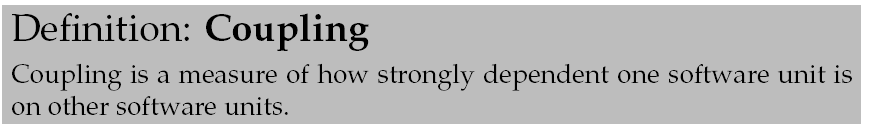 Definition: Coupling
Coupling is a measure of how strongly dependent one software unit is
on other software units.